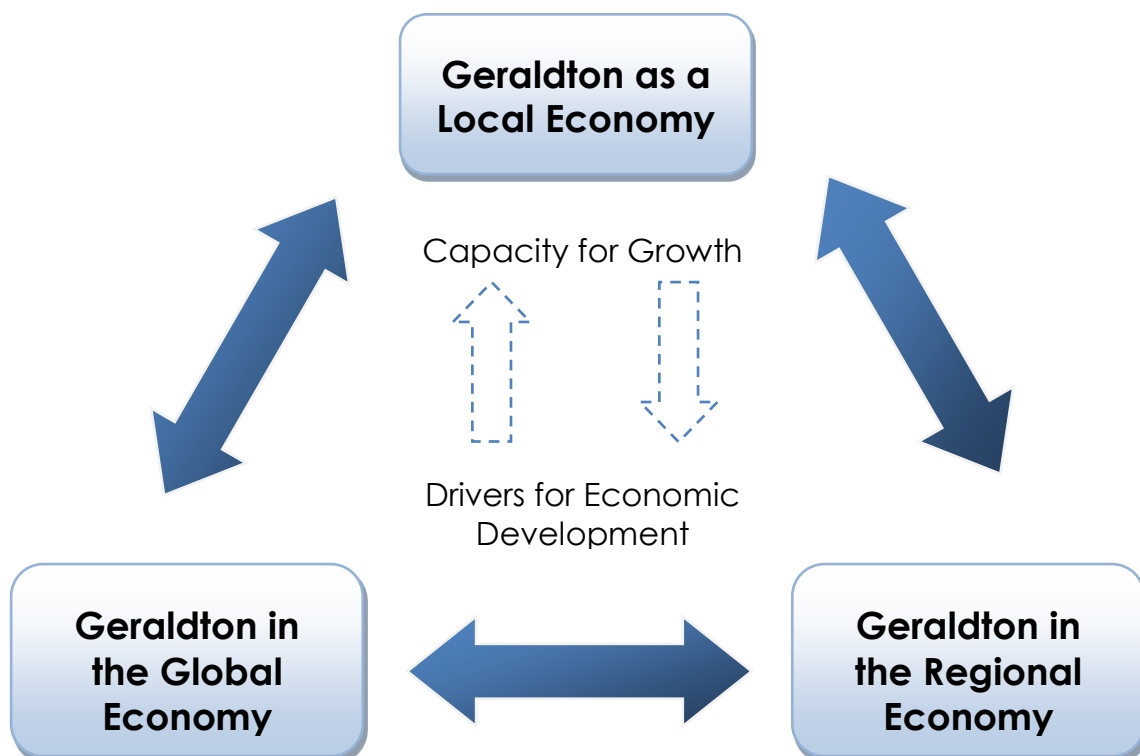 Geraldton as a
Local Economy
Capacity for Growth
Drivers for Economic
Development
Geraldton in
the Global
Economy
Geraldton in
the Regional
Economy